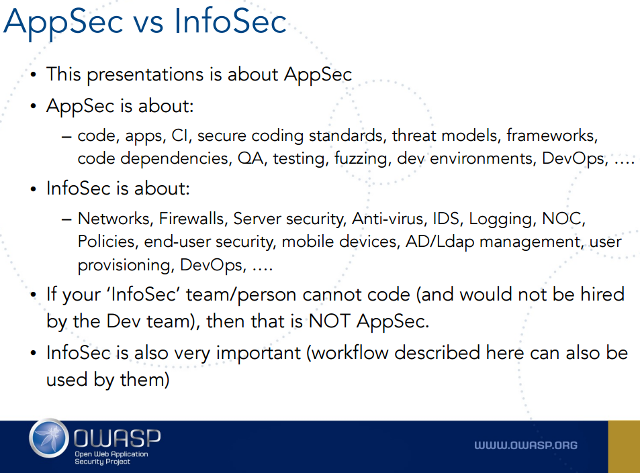 AppSec vs InfoSec
• This presentations is about AppSec
• AppSec is about:
– code, apps, CI, secure coding standards, threat models, frameworks,
code dependencies, QA, testing, fuzzing, dev environments, DevOps, ....
• InfoSec is about:
– Networks, Firewalls, Server security, Anti-virus, IDS, Logging, NOC,
Policies, end-user security, mobile devices, AD/Ldap management, user
provisioning, DevOps, ....
• If your ‘InfoSec’ team/person cannot code (and would not be hired
by the Dev team), then that is NOT AppSec.
• InfoSec is also very important (workflow described here can also be
used by them)
OWASP
Open Web Application
Security Project
WWW.OWASP.ORG